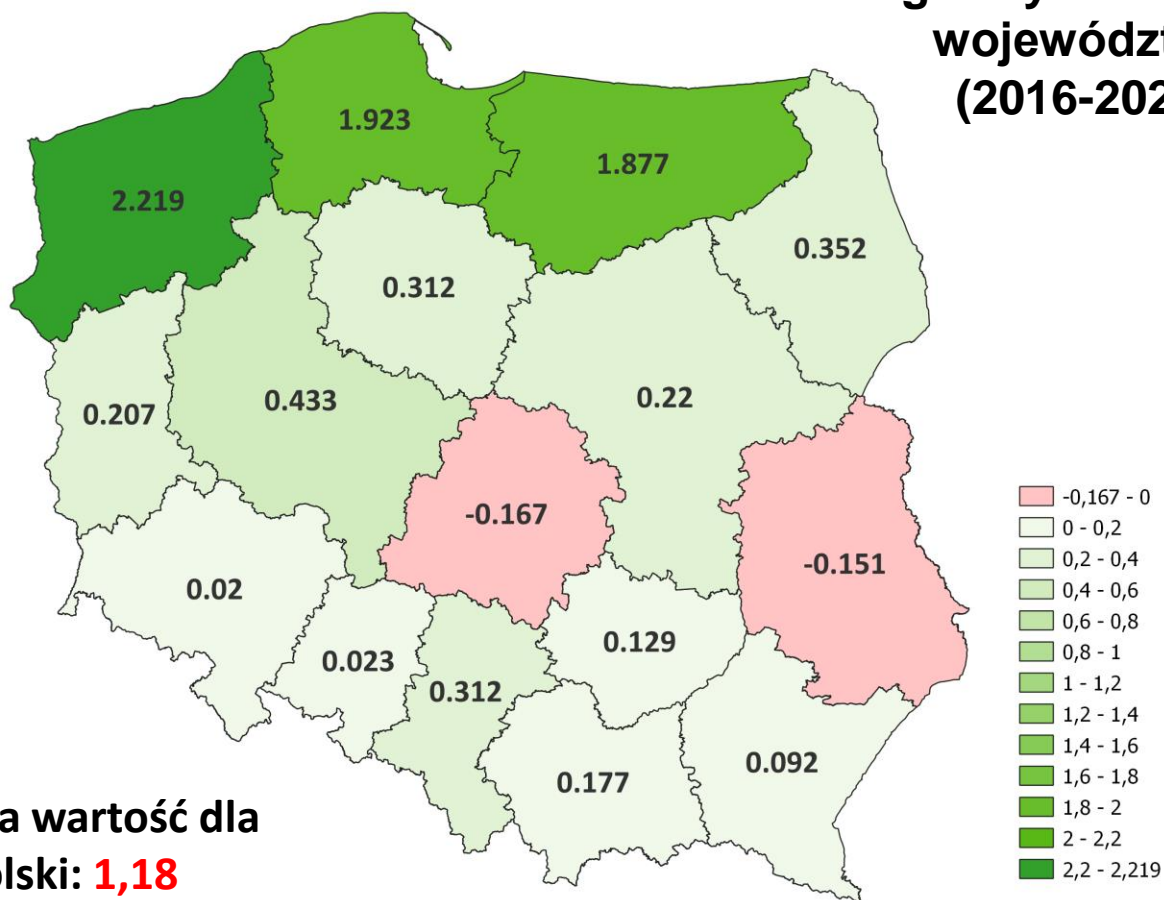 województ
(2016-202
1.923
1.877
2.219
0.352
0.312
0.433
0.22
0.207
-0.167
-0.151
0.02
0.129
0.023
0.312
0.177
0.092
-0,167 - 0
0 - 0,2
0,2 - 0,4
0,4 - 0,6
0,6 - 0,8
0,8 - 1
1 - 1,2
1,2 - 1,4
1,4 - 1,6
1,6 - 1,8
1,8 - 2
2 - 2,2
2,2 - 2,219
a wartość dla
olski: 1,18